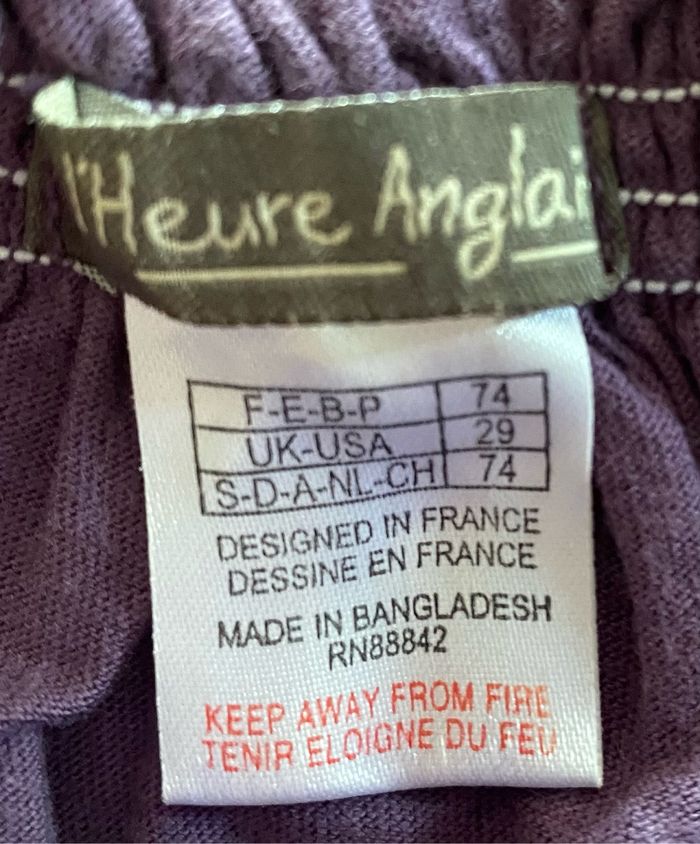 l'Heure Anglai
F-E-B-P 74
UK-USA 29
S-D-A-NL-CH 74
DESIGNED IN FRANCE
DESSINE EN FRANCE
MADE IN BANGLADESH
RN88842
KEEP AWAY FROM FIRE
TENIR ELOIGNE DU FEU